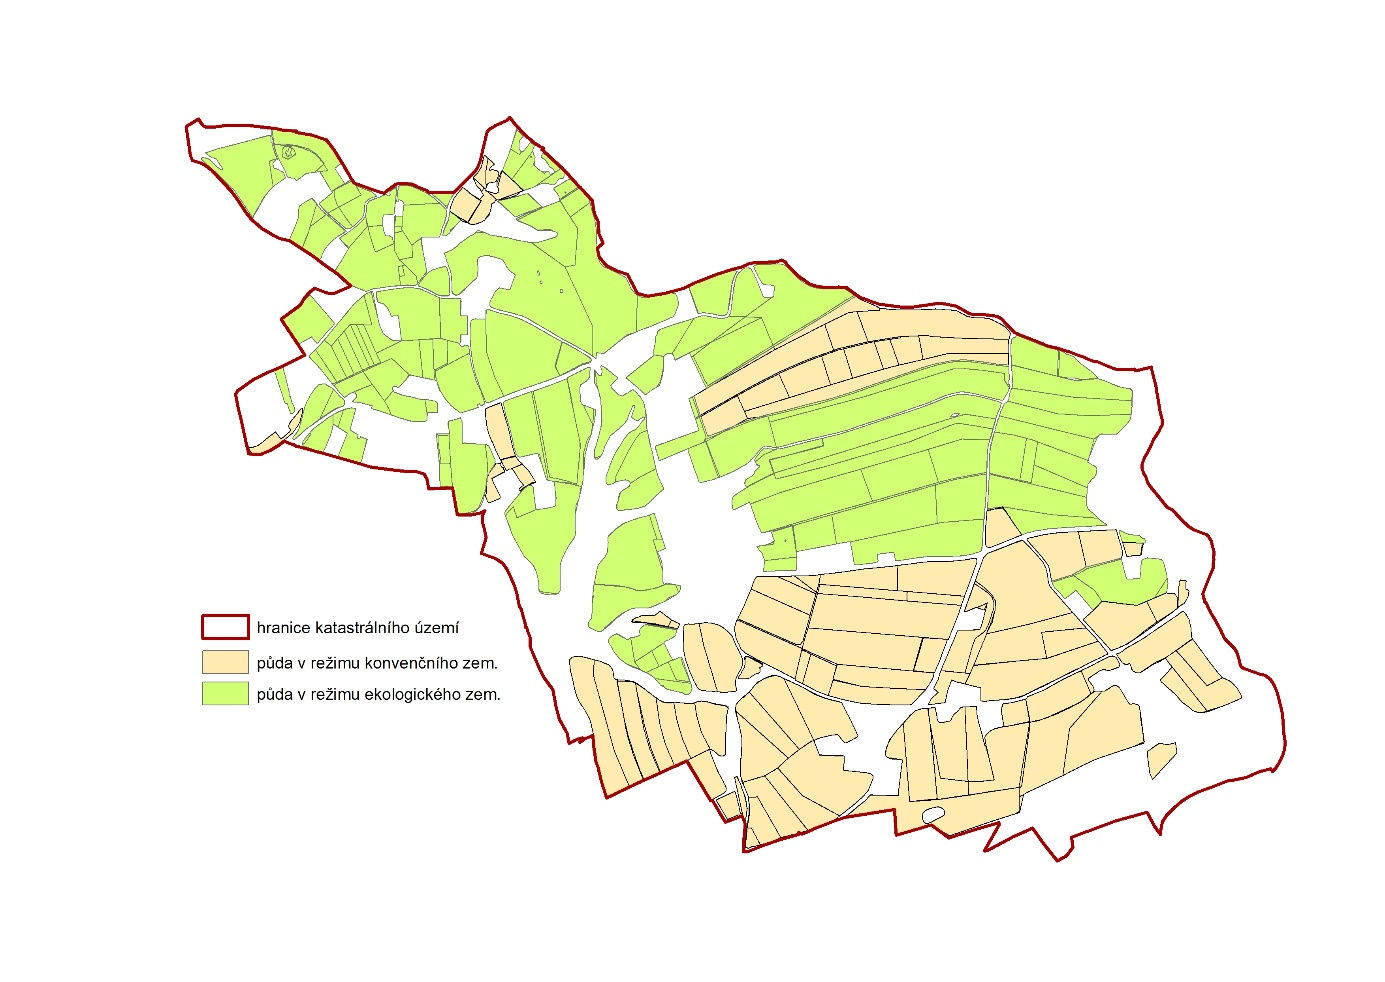 hranice katastrálního území
půda v režimu konvenčního zem.
půda v režimu ekologického zem.